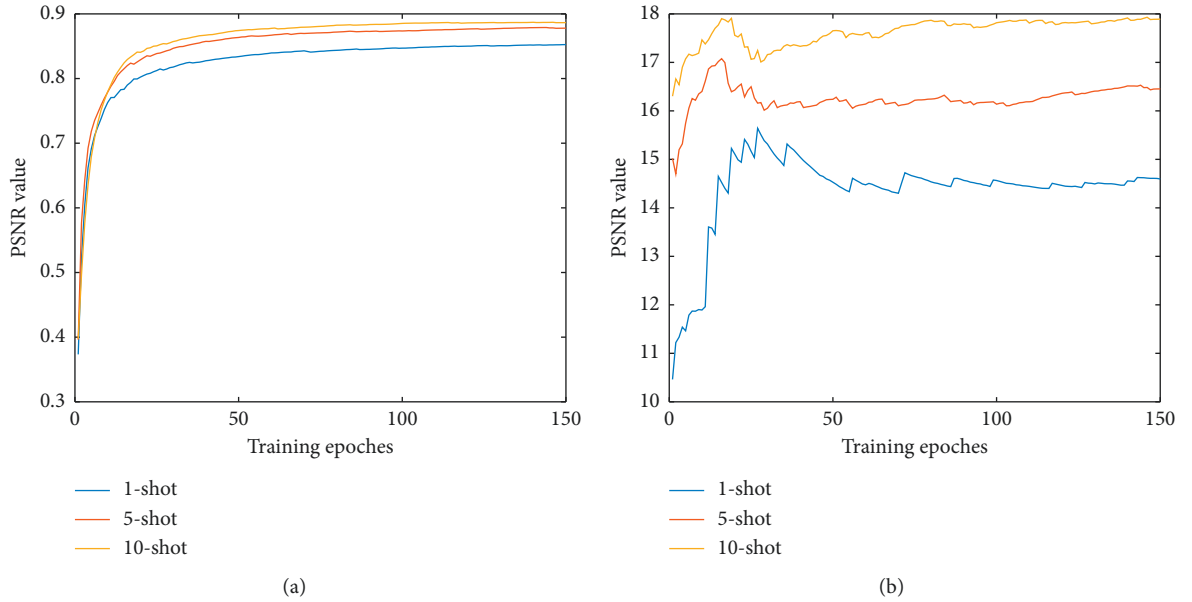 PSNR value
0.9
0.8
0.7
0.6
0.5
0.4
0.3
0
50
100
150
Training epoches
1-shot
5-shot
10-shot
(a)
PSNR value
18
17
16
15
14
13
12
11
10
0
50
100
150
Training epoches
1-shot
5-shot
10-shot
(b)